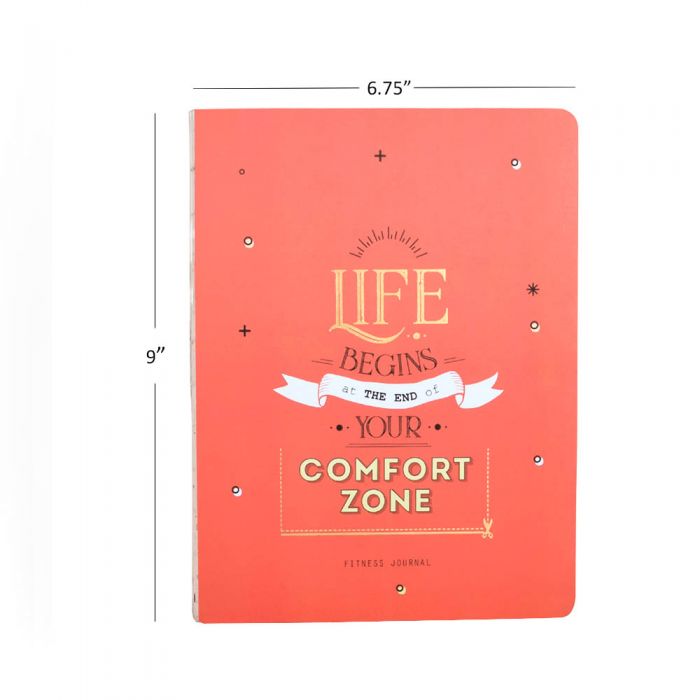 6.75”
9”
LIFE
BEGINS
at THE END of
YOUR
COMFORT
ZONE
FITNESS JOURNAL